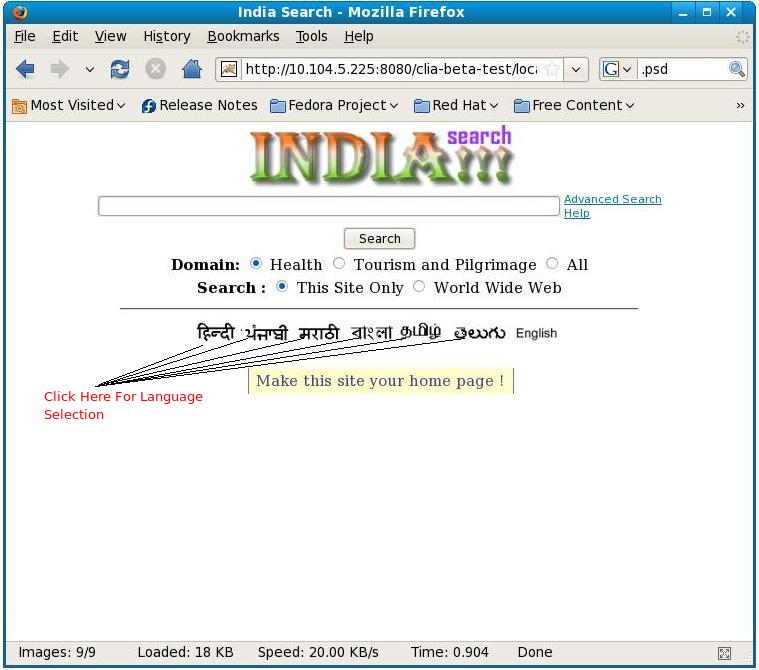 India Search - Mozilla Firefox
File Edit View History Bookmarks Tools Help
http://10.104.5.225:8080/clia-beta-test/loca G .psd
Most Visited Release Notes Fedora Project Red Hat Free Content »
INDIA!!! search
Advanced Search
Help
Search
Domain: Health Tourism and Pilgrimage All
Search : This Site Only World Wide Web
हिन्दी ਪੰਜਾਬੀ मराठी বাংলা தமிழ் తెలుగు English
Make this site your home page !
Click Here For Language
Selection
Images: 9/9 Loaded: 18 KB Speed: 20.00 KB/s Time: 0.904 Done